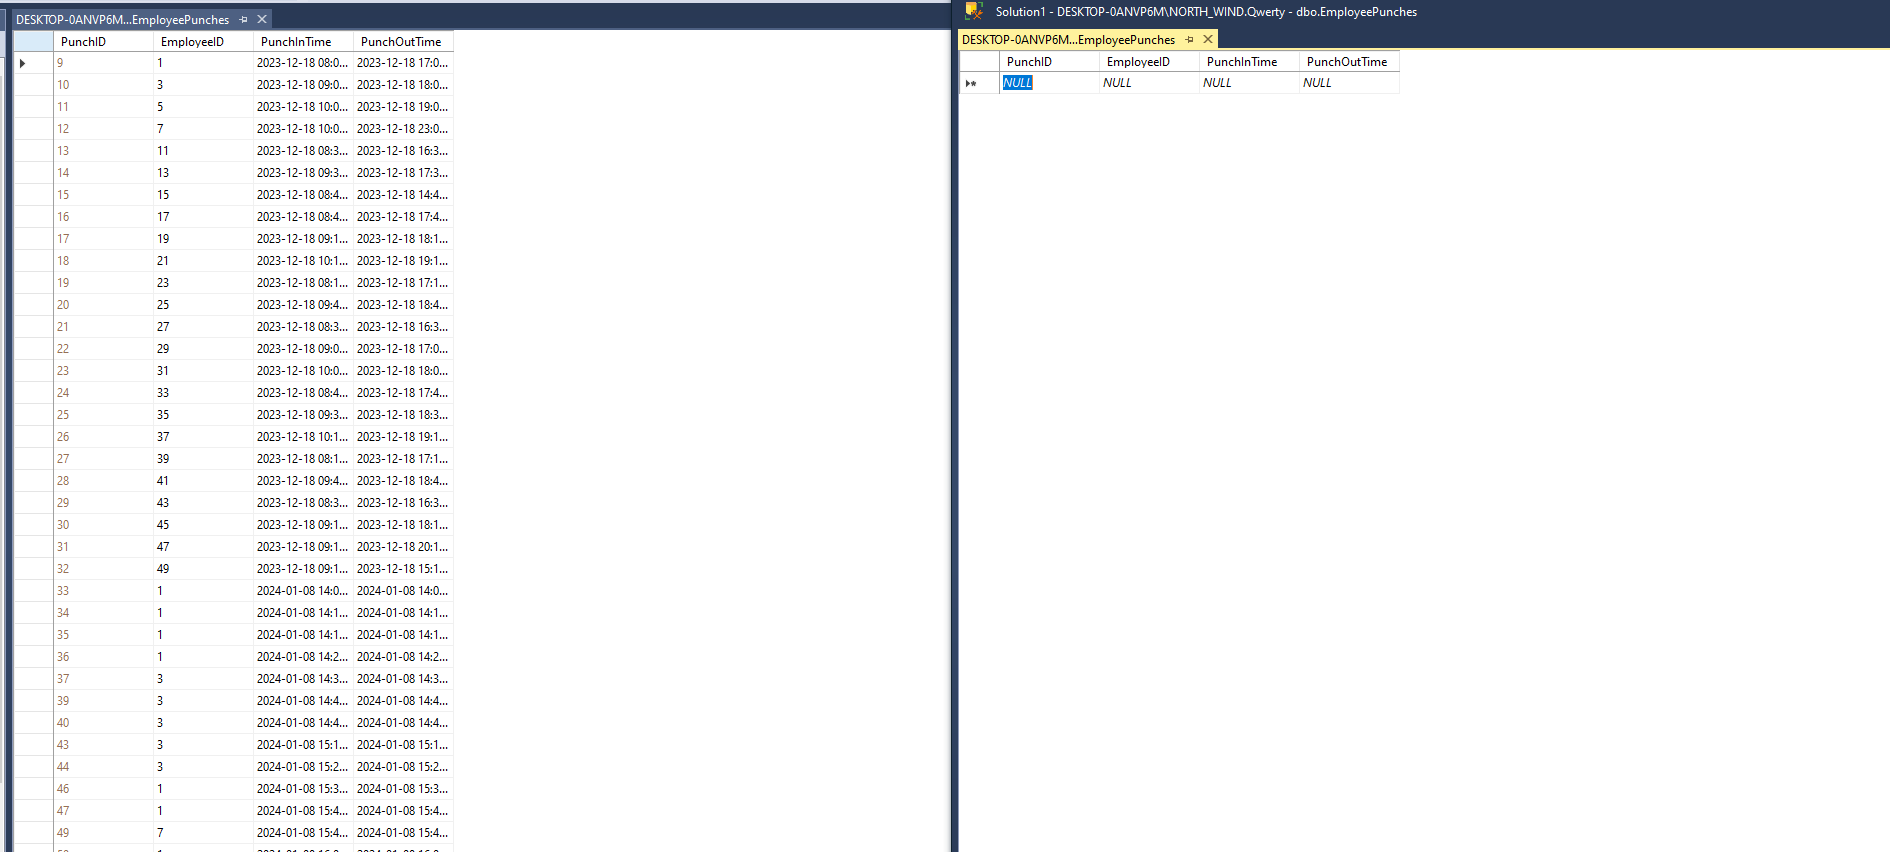 DESKTOP-0ANVP6M...EmployeePunches
PunchID EmployeeID PunchInTime PunchOutTime
9 1 2023-12-18 08:0... 2023-12-18 17:0...
10 3 2023-12-18 09:0... 2023-12-18 18:0...
11 5 2023-12-18 10:0... 2023-12-18 19:0...
12 7 2023-12-18 10:0... 2023-12-18 23:0...
13 11 2023-12-18 08:3... 2023-12-18 16:3...
14 13 2023-12-18 09:3... 2023-12-18 17:3...
15 15 2023-12-18 08:4... 2023-12-18 14:4...
16 17 2023-12-18 08:4... 2023-12-18 17:4...
17 19 2023-12-18 09:1... 2023-12-18 18:1...
18 21 2023-12-18 10:1... 2023-12-18 19:1...
19 23 2023-12-18 08:1... 2023-12-18 17:1...
20 25 2023-12-18 09:4... 2023-12-18 18:4...
21 27 2023-12-18 08:3... 2023-12-18 16:3...
22 29 2023-12-18 09:0... 2023-12-18 17:0...
23 31 2023-12-18 10:0... 2023-12-18 18:0...
24 33 2023-12-18 08:4... 2023-12-18 17:4...
25 35 2023-12-18 09:3... 2023-12-18 18:3...
26 37 2023-12-18 10:1... 2023-12-18 19:1...
27 39 2023-12-18 08:1... 2023-12-18 17:1...
28 41 2023-12-18 09:4... 2023-12-18 18:4...
29 43 2023-12-18 08:3... 2023-12-18 16:3...
30 45 2023-12-18 09:1... 2023-12-18 18:1...
31 47 2023-12-18 09:1... 2023-12-18 20:1...
32 49 2023-12-18 09:1... 2023-12-18 15:1...
33 1 2024-01-08 14:0... 2024-01-08 14:0...
34 1 2024-01-08 14:1... 2024-01-08 14:1...
35 1 2024-01-08 14:1... 2024-01-08 14:1...
36 1 2024-01-08 14:2... 2024-01-08 14:2...
37 3 2024-01-08 14:3... 2024-01-08 14:3...
39 3 2024-01-08 14:4... 2024-01-08 14:4...
40 3 2024-01-08 14:4... 2024-01-08 14:4...
43 3 2024-01-08 15:1... 2024-01-08 15:1...
44 3 2024-01-08 15:2... 2024-01-08 15:2...
46 1 2024-01-08 15:3... 2024-01-08 15:3...
47 1 2024-01-08 15:4... 2024-01-08 15:4...
49 7 2024-01-08 15:4... 2024-01-08 15:4...
Solution1 - DESKTOP-0ANVP6M\NORTH_WIND.Qwerty - dbo.EmployeePunches
DESKTOP-0ANVP6M...EmployeePunches
PunchID EmployeeID PunchInTime PunchOutTime
NULL NULL NULL NULL